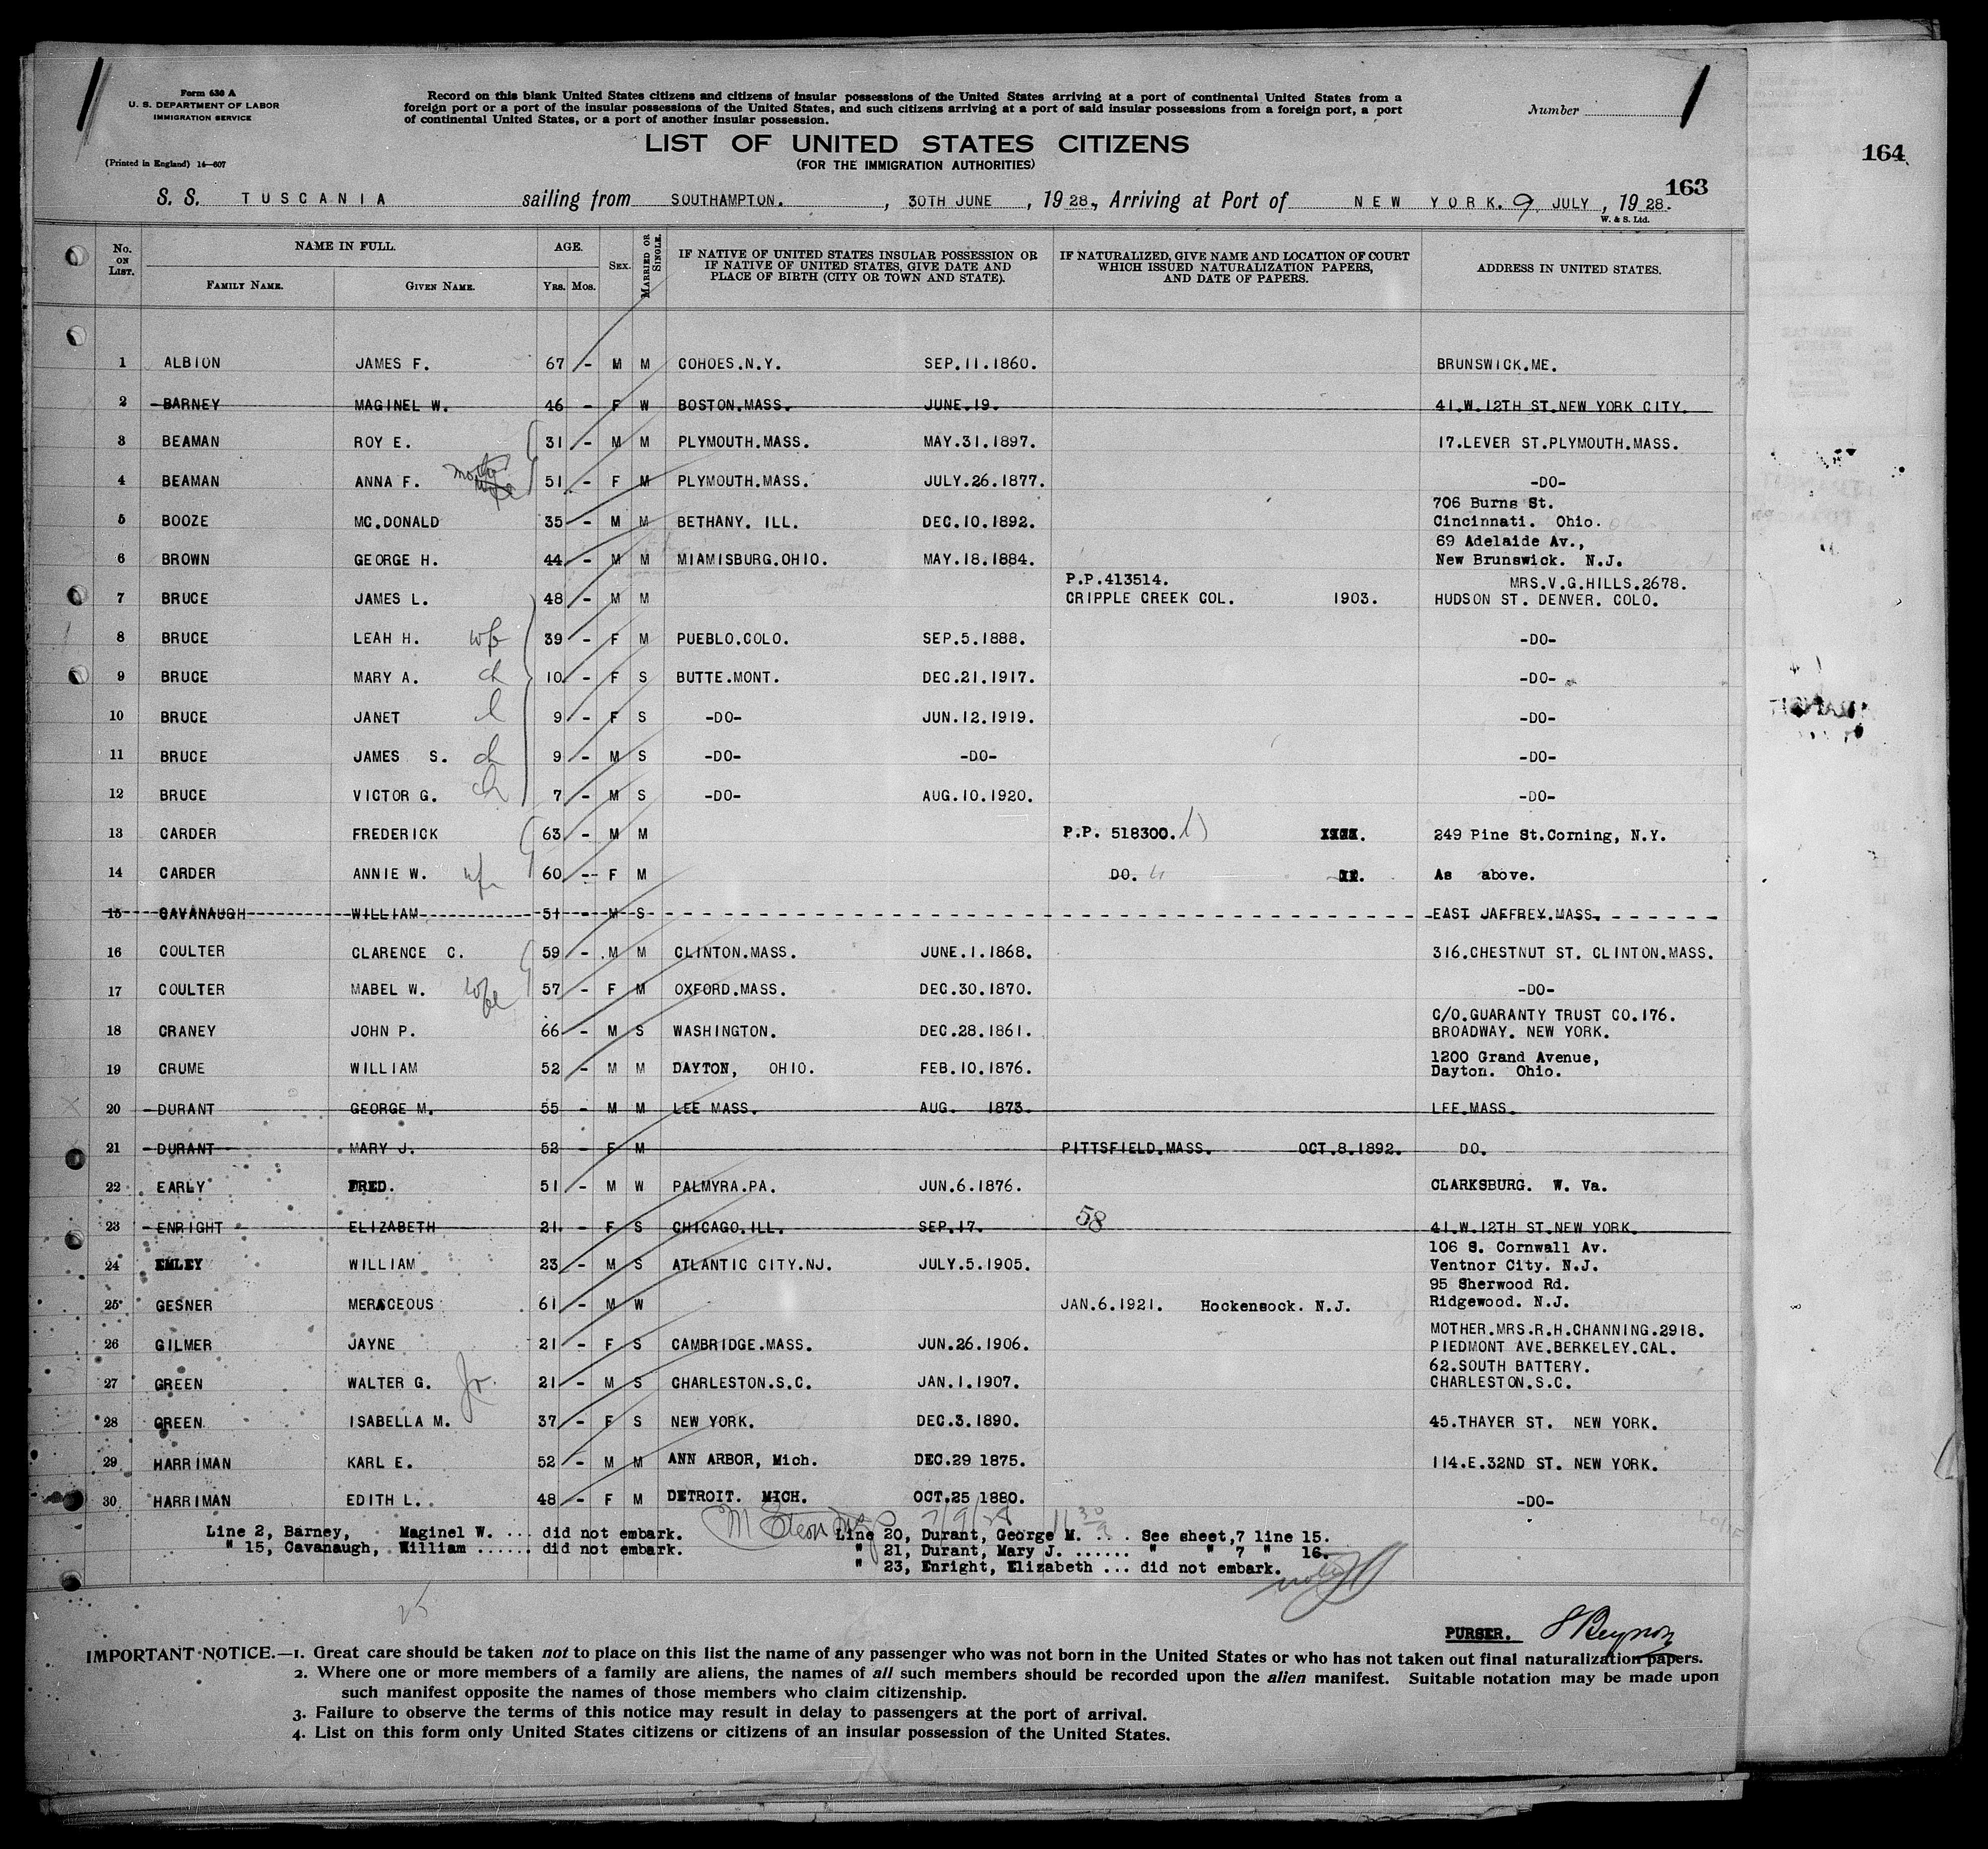 Form 630 A
U. S. DEPARTMENT OF LABOR
IMMIGRATION SERVICE
(Printed in England) 14—607
Record on this blank United States citizens and citizens of insular possessions of the United States arriving at a port of continental United States from a
foreign port or a port of the insular possessions of the United States, and such citizens arriving at a port of said insular possessions from a foreign port, a port
of continental United States, or a port of another insular possession.
Number
LIST OF UNITED STATES CITIZENS
(FOR THE IMMIGRATION AUTHORITIES)
164
163
S. S. TUSCANIA sailing from SOUTHAMPTON. , 30TH JUNE , 1928., Arriving at Port of NEW YORK. 9 JULY , 1928.
W. & S. Ltd.
No. ON LIST. NAME IN FULL. AGE. SEX. MARRIED OR SINGLE. IF NATIVE OF UNITED STATES INSULAR POSSESSION OR IF NATIVE OF UNITED STATES, GIVE DATE AND PLACE OF BIRTH (CITY OR TOWN AND STATE). IF NATURALIZED, GIVE NAME AND LOCATION OF COURT WHICH ISSUED NATURALIZATION PAPERS, AND DATE OF PAPERS. ADDRESS IN UNITED STATES.
FAMILY NAME. GIVEN NAME. YRS. MOS.
1 ALBION JAMES F. 67 - M M COHOES.N.Y. SEP.11.1860. BRUNSWICK.ME.
2 BARNEY MAGINEL W. 46 - F W BOSTON.MASS. JUNE.19. 41.W.12TH ST.NEW YORK CITY.
3 BEAMAN ROY E. 31 - M M PLYMOUTH.MASS. MAY.31.1897. 17.LEVER ST.PLYMOUTH.MASS.
4 BEAMAN ANNA F. mother wife 51 - F M PLYMOUTH.MASS. JULY.26.1877. -DO-
5 BOOZE MC.DONALD 35 - M M BETHANY. ILL. DEC.10.1892. 706 Burns St.
Cincinnati. Ohio.
6 BROWN GEORGE H. 44 - M M MIAMISBURG.OHIO. MAY.18.1884. 69 Adelaide Av.,
New Brunswick. N.J.
7 BRUCE JAMES L. 48 - M M P.P.413514.
CRIPPLE CREEK COL. 1903. MRS.V.G.HILLS.2678.
HUDSON ST. DENVER. COLO.
8 BRUCE LEAH H. wf 39 - F M PUEBLO.COLO. SEP.5.1888. -DO-
9 BRUCE MARY A. ch 10 - F S BUTTE.MONT. DEC.21.1917. -DO-
10 BRUCE JANET 9 - F S -DO- JUN.12.1919. -DO-
11 BRUCE JAMES S. ch 9 - M S -DO- -DO- -DO-
12 BRUCE VICTOR G. ch 7 - M S -DO- AUG.10.1920. -DO-
13 CARDER FREDERICK 63 - M M P.P. 518300. 249 Pine St.Corning, N.Y.
14 CARDER ANNIE W. wf 60 -- F M DO. As above.
15 CAVANAUGH WILLIAM 51 - M S EAST JAFFREY.MASS.
16 COULTER CLARENCE C. 59 - M M CLINTON.MASS. JUNE.1.1868. 316.CHESTNUT ST. CLINTON.MASS.
17 COULTER MABEL W. wife 57 - F M OXFORD.MASS. DEC.30.1870. -DO-
18 CRANEY JOHN P. 66 - M S WASHINGTON. DEC.28.1861. C/O.GUARANTY TRUST CO.176.
BROADWAY. NEW YORK.
19 CRUME WILLIAM 52 - M M DAYTON, OHIO. FEB.10.1876. 1200 Grand Avenue,
Dayton. Ohio.
20 DURANT GEORGE M. 55 - M M LEE MASS. AUG. 1873. LEE.MASS.
21 DURANT MARY J. 52 - F M PITTSFIELD.MASS. OCT.8.1892. DO.
22 EARLY FRED. 51 - M W PALMYRA.PA. JUN.6.1876. CLARKSBURG. W. Va.
23 ENRIGHT ELIZABETH 21. - F S CHICAGO.ILL. SEP.17. 58 41.W.12TH ST.NEW YORK.
24 EMLEY WILLIAM 23 - M S ATLANTIC CITY.NJ. JULY.5.1905. 106 S. Cornwall Av.
Ventnor City. N.J.
25 GESNER MERACEOUS 61 - M W JAN.6.1921. Hockensock. N.J. 95 Sherwood Rd.
Ridgewood. N.J.
26 GILMER JAYNE 21 - F S CAMBRIDGE.MASS. JUN.26.1906. MOTHER.MRS.R.H.CHANNING.2918.
PIEDMONT AVE.BERKELEY.CAL.
27 GREEN WALTER G. Jr. 21 - M S CHARLESTON.S.C. JAN.1.1907. 62.SOUTH BATTERY.
CHARLESTON.S.C.
28 GREEN ISABELLA M. 37 - F S NEW YORK. DEC.3.1890. 45.THAYER ST. NEW YORK.
29 HARRIMAN KARL E. 52 - M M ANN ARBOR, Mich. DEC.29 1875. 114.E.32ND ST. NEW YORK.
30 HARRIMAN EDITH L. 48 - F M DETROIT. MICH. OCT.25 1880. -DO-
7/9/28 11 30
Line 2, Barney, Maginel W. ... did not embark. Line 20, Durant, George M. ... See sheet,7 line 15.
" 15, Cavanaugh, William ...... did not embark. " 21, Durant, Mary J. ...... " " 7 " 16.
" 23, Enright, Elizabeth ... did not embark.
25
PURSER.
IMPORTANT NOTICE.—1. Great care should be taken not to place on this list the name of any passenger who was not born in the United States or who has not taken out final naturalization papers.
2. Where one or more members of a family are aliens, the names of all such members should be recorded upon the alien manifest. Suitable notation may be made upon
such manifest opposite the names of those members who claim citizenship.
3. Failure to observe the terms of this notice may result in delay to passengers at the port of arrival.
4. List on this form only United States citizens or citizens of an insular possession of the United States.